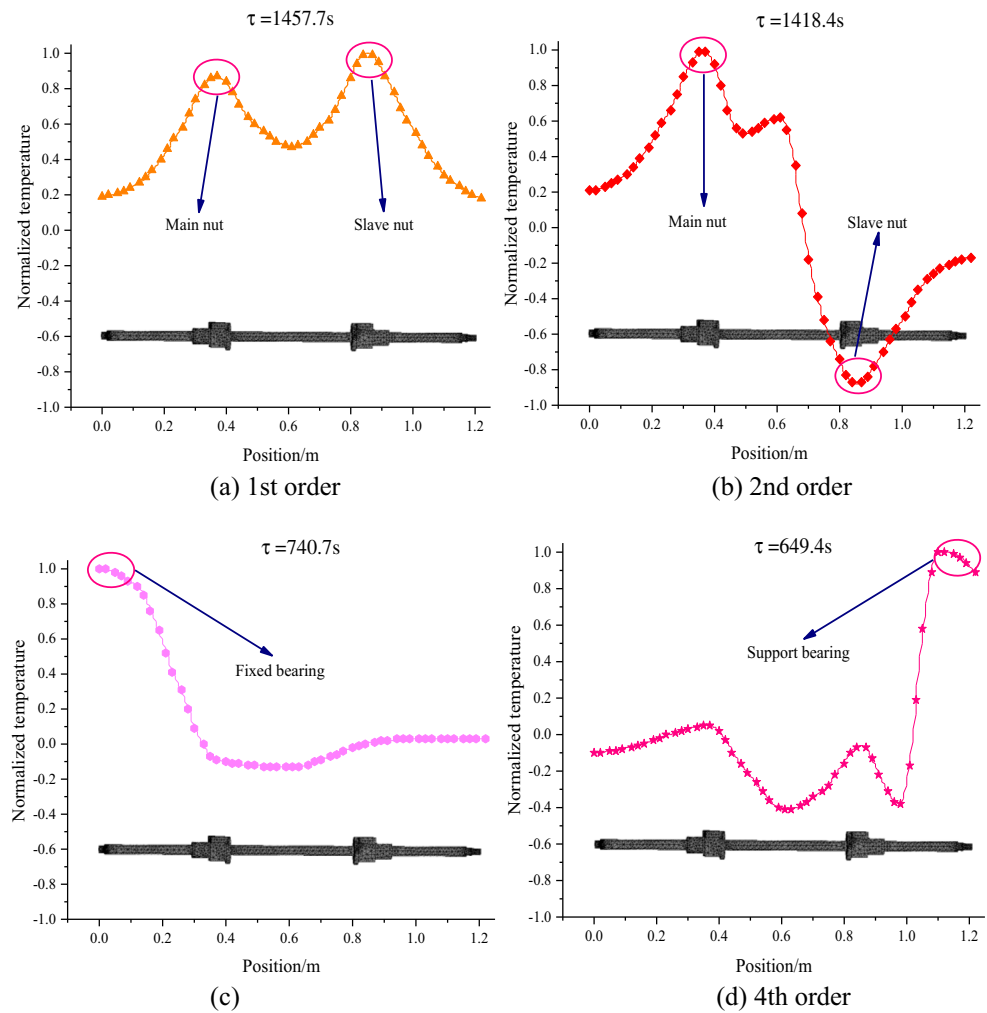 τ =1457.7s
1.0
0.8
0.6
0.4
0.2
0.0
-0.2
-0.4
-0.6
-0.8
-1.0
Normalized temperature
Main nut
Slave nut
0.0 0.2 0.4 0.6 0.8 1.0 1.2
Position/m
(a) 1st order
τ =1418.4s
1.0
0.8
0.6
0.4
0.2
0.0
-0.2
-0.4
-0.6
-0.8
-1.0
Normalized temperature
Main nut
Slave nut
0.0 0.2 0.4 0.6 0.8 1.0 1.2
Position/m
(b) 2nd order
τ =740.7s
1.0
0.8
0.6
0.4
0.2
0.0
-0.2
-0.4
-0.6
-0.8
-1.0
Normalized temperature
Fixed bearing
0.0 0.2 0.4 0.6 0.8 1.0 1.2
Position/m
(c)
τ =649.4s
1.0
0.8
0.6
0.4
0.2
0.0
-0.2
-0.4
-0.6
-0.8
-1.0
Normalized temperature
Support bearing
0.0 0.2 0.4 0.6 0.8 1.0 1.2
Position/m
(d) 4th order